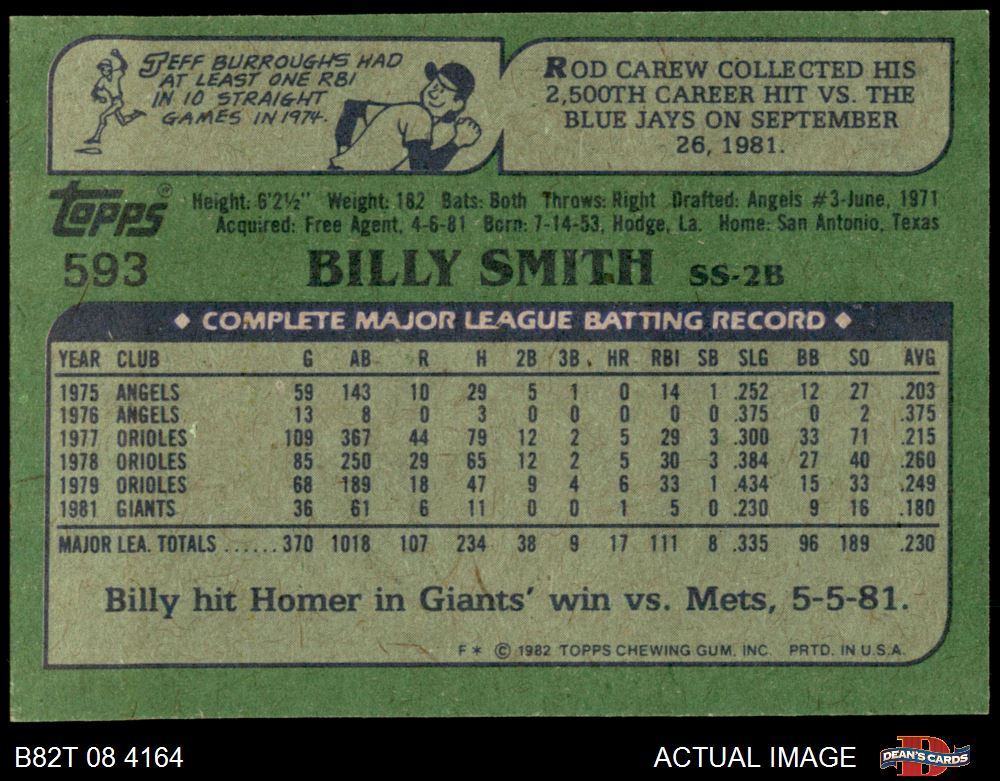 JEFF BURROUGHS HAD
AT LEAST ONE RBI
IN 10 STRAIGHT
GAMES IN 1974.
ROD CAREW COLLECTED HIS
2,500TH CAREER HIT VS. THE
BLUE JAYS ON SEPTEMBER
26, 1981.
Topps ® Height: 6'2½" Weight: 182 Bats: Both Throws: Right Drafted: Angels #3-June, 1971
Acquired: Free Agent, 4-6-81 Born: 7-14-53, Hodge, La. Home: San Antonio, Texas
593 BILLY SMITH SS-2B
◆ COMPLETE MAJOR LEAGUE BATTING RECORD ◆
YEAR CLUB G AB R H 2B 3B HR RBI SB SLG BB SO AVG
1975 ANGELS 59 143 10 29 5 1 0 14 1 .252 12 27 .203
1976 ANGELS 13 8 0 3 0 0 0 0 0 .375 0 2 .375
1977 ORIOLES 109 367 44 79 12 2 5 29 3 .300 33 71 .215
1978 ORIOLES 85 250 29 65 12 2 5 30 3 .384 27 40 .260
1979 ORIOLES 68 189 18 47 9 4 6 33 1 .434 15 33 .249
1981 GIANTS 36 61 6 11 0 0 1 5 0 .230 9 16 .180
MAJOR LEA. TOTALS ......370 1018 107 234 38 9 17 111 8 .335 96 189 .230
Billy hit Homer in Giants' win vs. Mets, 5-5-81.
F* © 1982 TOPPS CHEWING GUM, INC. PRTD. IN U.S.A.
B82T 08 4164 ACTUAL IMAGE DEAN'S CARDS